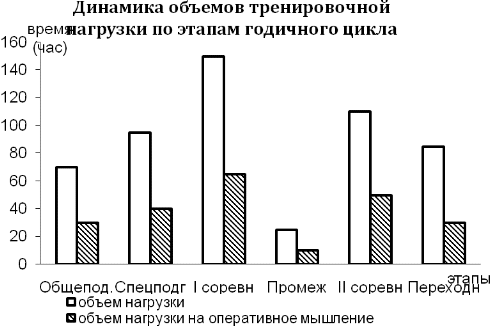 Динамика объемов тренировочной
нагрузки по этапам годичного цикла
время
(час)
160
140
120
100
80
60
40
20
0
Общепод. Спецподг I соревн Промеж II соревн Переходн
этапы
объем нагрузки
объем нагрузки на оперативное мышление